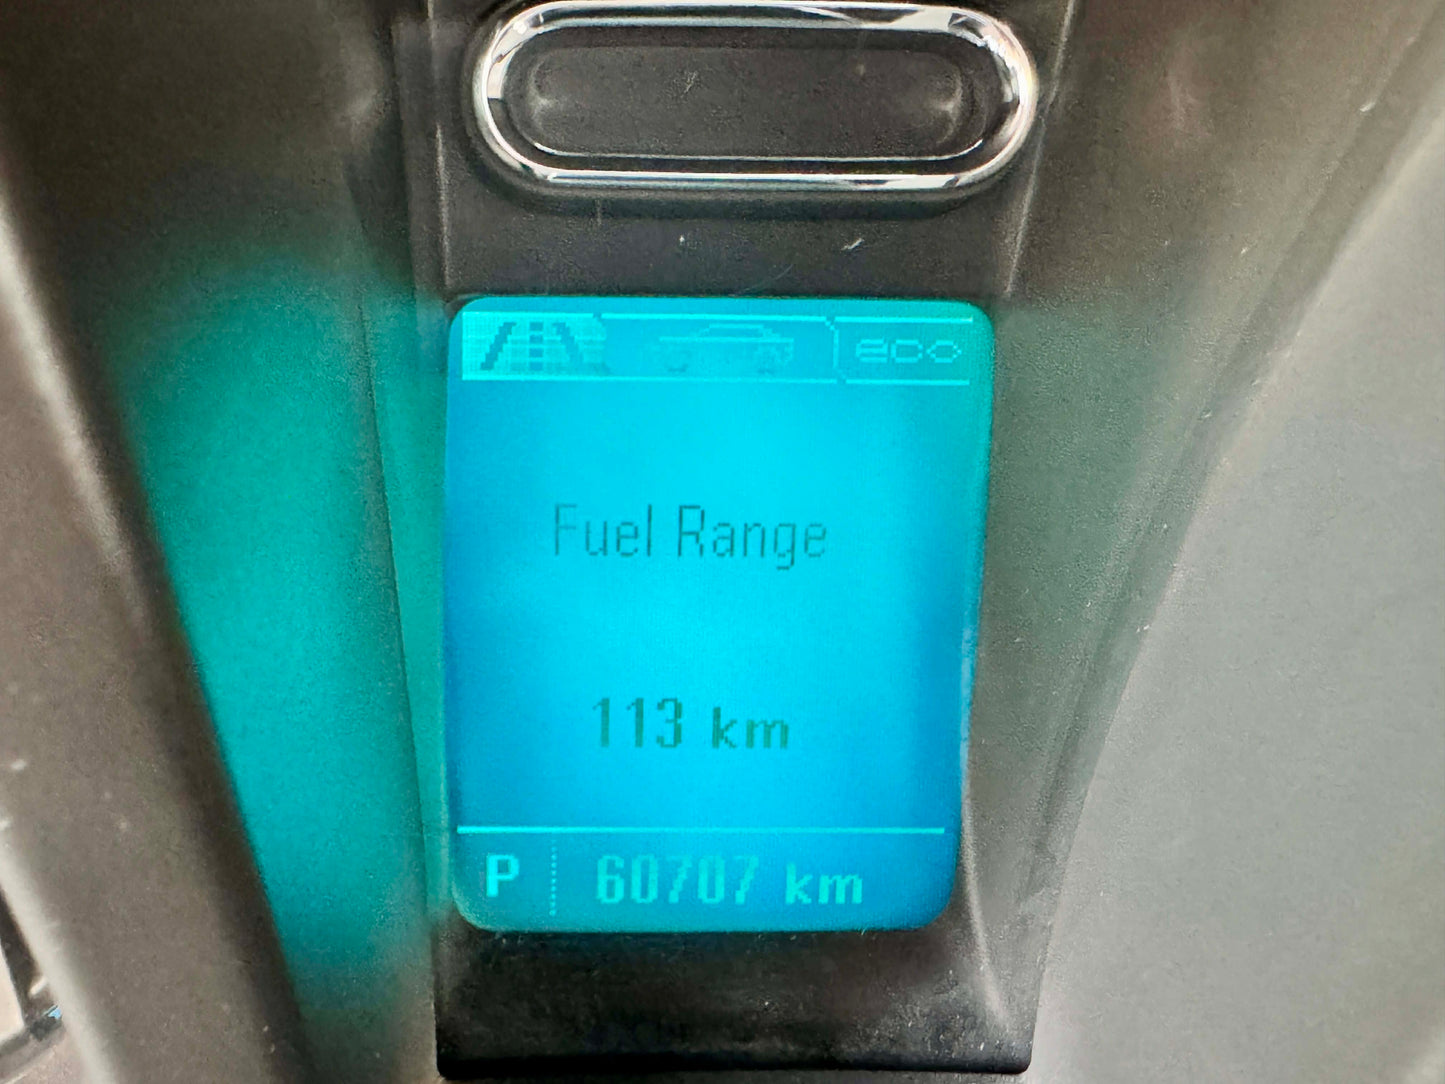 eco
Fuel Range
113 km
P 60707 km